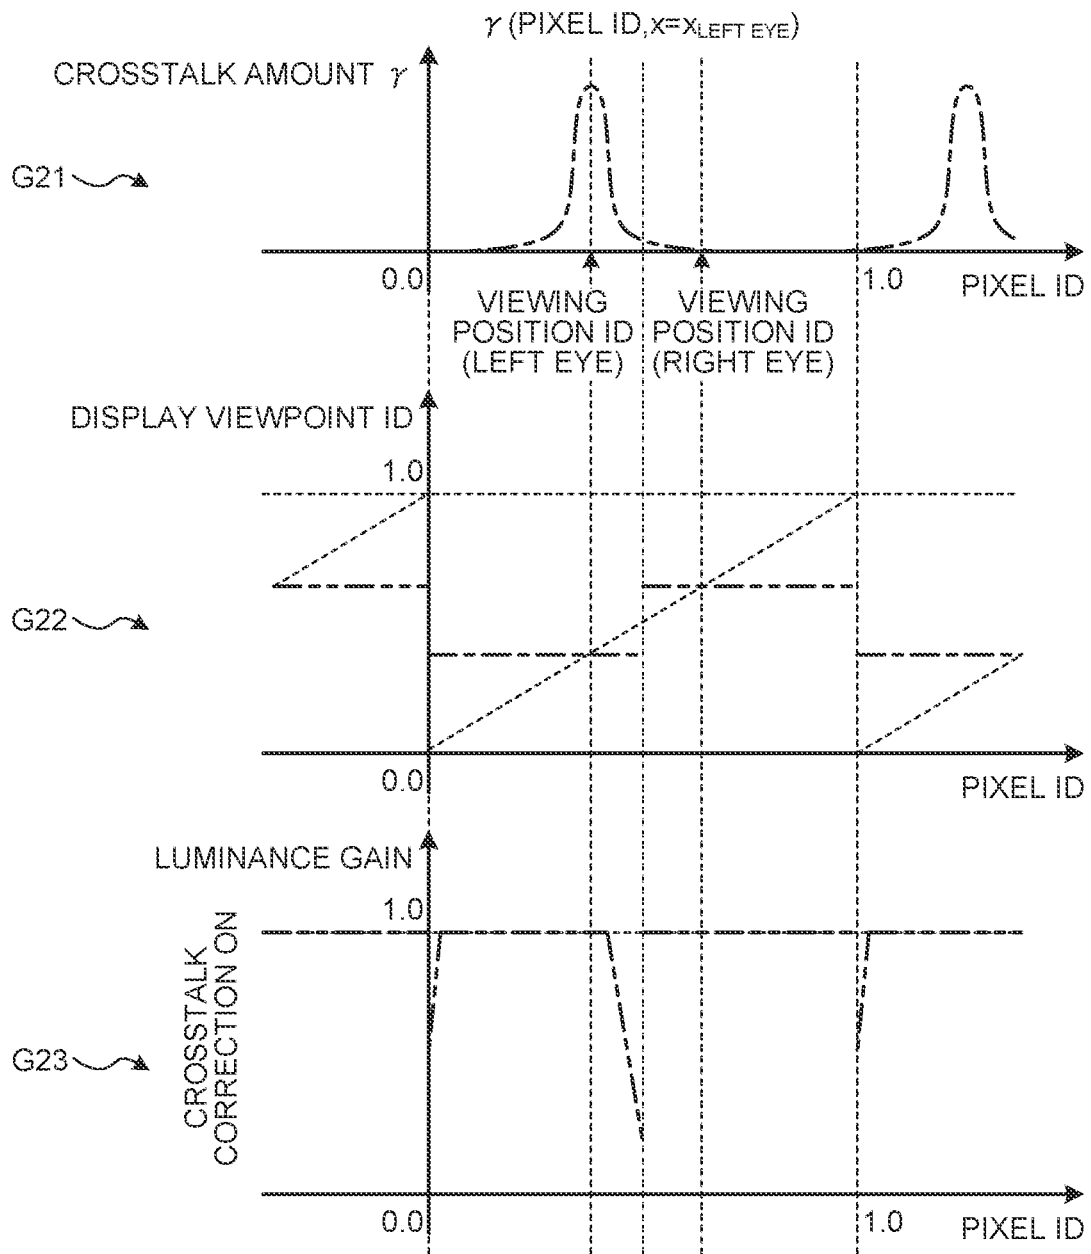 γ (PIXEL ID,x=xLEFT EYE)
CROSSTALK AMOUNT γ
G21
0.0
1.0
PIXEL ID
VIEWING
POSITION ID
(LEFT EYE)
VIEWING
POSITION ID
(RIGHT EYE)
DISPLAY VIEWPOINT ID
1.0
G22
0.0
PIXEL ID
LUMINANCE GAIN
1.0
CROSSTALK
CORRECTION ON
G23
0.0
1.0
PIXEL ID